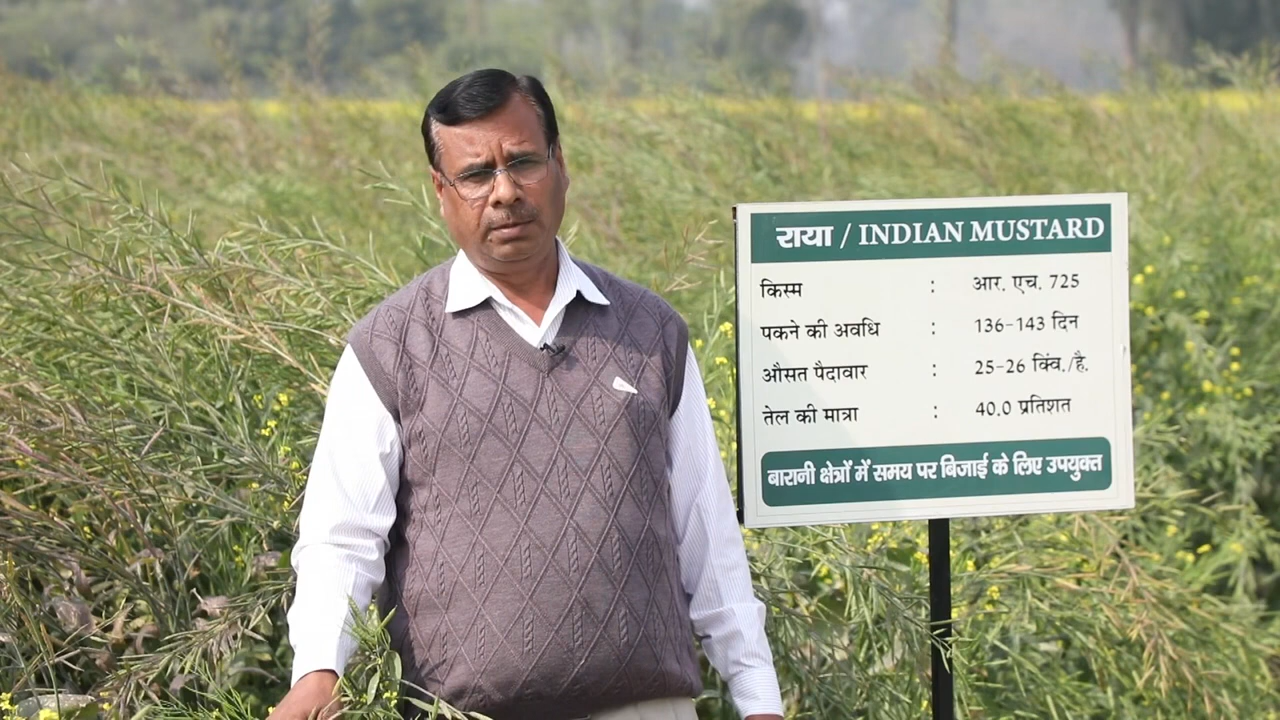 राया / INDIAN MUSTARD
किस्म : आर. एच. 725
पकने की अवधि : 136-143 दिन
औसत पैदावार : 25-26 क्विं./है.
तेल की मात्रा : 40.0 प्रतिशत
बारानी क्षेत्रों में समय पर बिजाई के लिए उपयुक्त